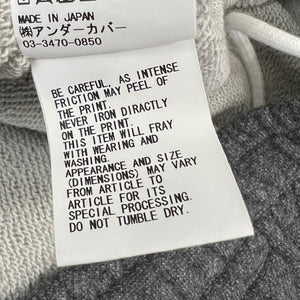 MADE IN JAPAN
㈱アンダーカバー
03-3470-0850
BE CAREFUL, AS INTENSE
FRICTION MAY PEEL OF
THE PRINT.
NEVER IRON DIRACTLY
ON THE PRINT.
THIS ITEM WILL FRAY
WITH WEARING AND
WASHING.
APPEARANCE AND SIZE
(DIMENSIONS) MAY VARY
FROM ARTICLE TO
ARTICLE FOR ITS
SPECIAL PROCESSING.
DO NOT TUMBLE DRY.